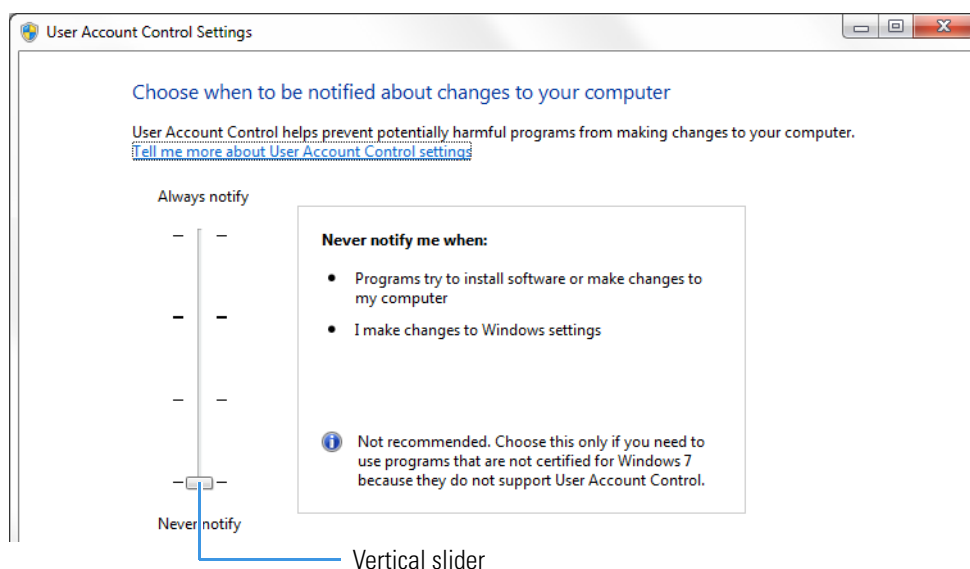 User Account Control Settings
Choose when to be notified about changes to your computer
User Account Control helps prevent potentially harmful programs from making changes to your computer.
Tell me more about User Account Control settings
Always notify
Never notify me when:
• Programs try to install software or make changes to
my computer
• I make changes to Windows settings
Not recommended. Choose this only if you need to
use programs that are not certified for Windows 7
because they do not support User Account Control.
Never notify
Vertical slider